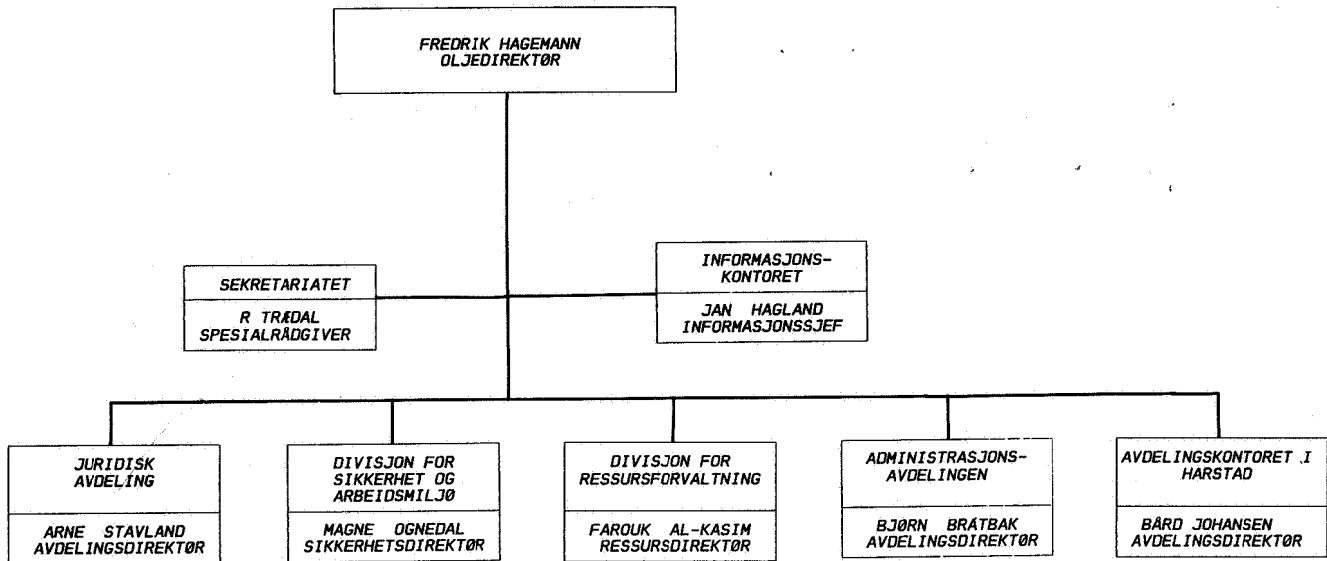 FREDRIK HAGEMANN
OLJEDIREKTØR
SEKRETARIATET
R TRÆDAL
SPESIALRÅDGIVER
INFORMASJONS-
KONTORET
JAN HAGLAND
INFORMASJONSSJEF
JURIDISK
AVDELING
ARNE STAVLAND
AVDELINGSDIREKTØR
DIVISJON FOR
SIKKERHET OG
ARBEIDSMILJØ
MAGNE OGNEDAL
SIKKERHETSDIREKTØR
DIVISJON FOR
RESSURSFORVALTNING
FAROUK AL-KASIM
RESSURSDIREKTØR
ADMINISTRASJONS-
AVDELINGEN
BJØRN BRATBAK
AVDELINGSDIREKTØR
AVDELINGSKONTORET I
HARSTAD
BÅRD JOHANSEN
AVDELINGSDIREKTØR